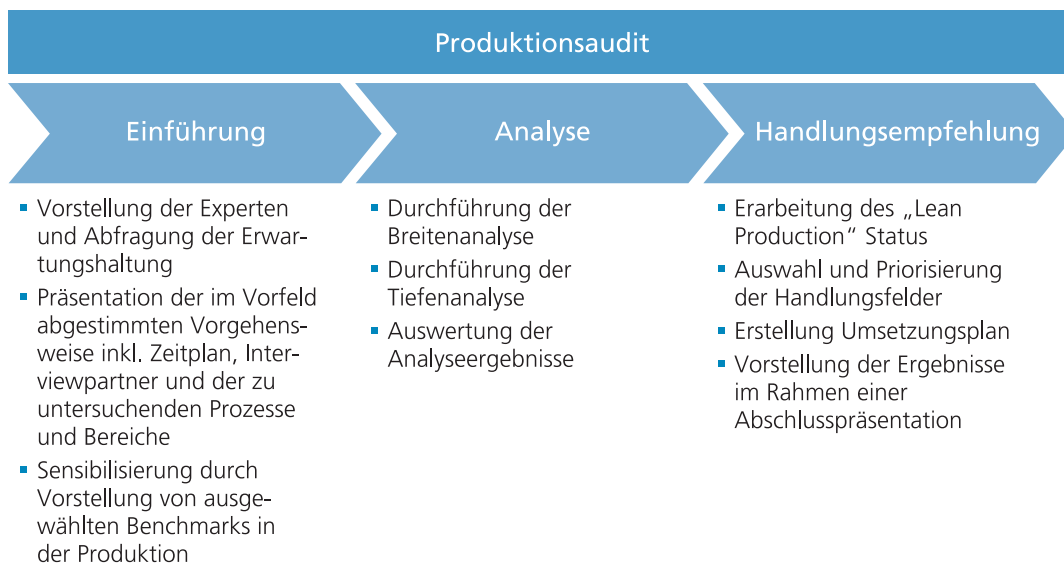 Produktionsaudit
Einführung
Analyse
Handlungsempfehlung
▪ Vorstellung der Experten
und Abfragung der Erwar-
tungshaltung
▪ Präsentation der im Vorfeld
abgestimmten Vorgehens-
weise inkl. Zeitplan, Inter-
viewpartner und der zu
untersuchenden Prozesse
und Bereiche
▪ Sensibilisierung durch
Vorstellung von ausge-
wählten Benchmarks in
der Produktion
▪ Durchführung der
Breitenanalyse
▪ Durchführung der
Tiefenanalyse
▪ Auswertung der
Analyseergebnisse
▪ Erarbeitung des „Lean
Production“ Status
▪ Auswahl und Priorisierung
der Handlungsfelder
▪ Erstellung Umsetzungsplan
▪ Vorstellung der Ergebnisse
im Rahmen einer
Abschlusspräsentation